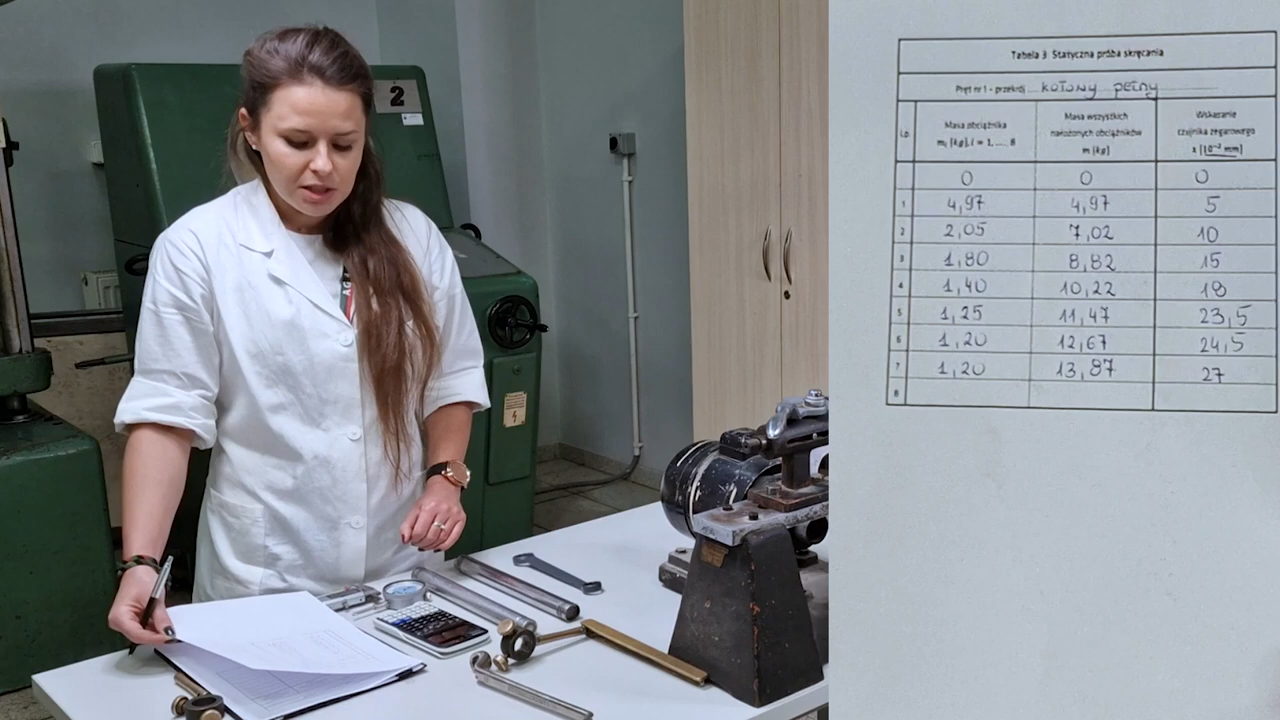 2
AG
Tabela 3 Statyczna próba skręcania
Pręt nr 1 - przekrój kołowy pełny
Lp. Masa obciążnika mᵢ [kg], i = 1, ..., 8 Masa wszystkich nałożonych obciążników m [kg] Wskazanie czujnika zegarowego x [10⁻² mm]
0 0 0
1 4,97 4,97 5
2 2,05 7,02 10
3 1,80 8,82 15
4 1,40 10,22 18
5 1,25 11,47 23,5
6 1,20 12,67 24,5
7 1,20 13,87 27
8